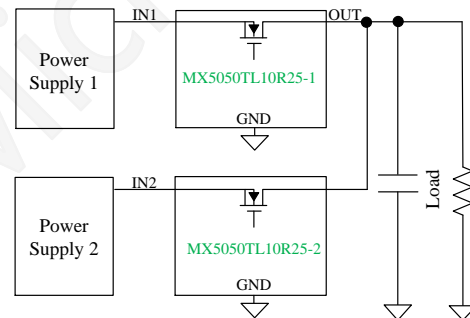 IN1
OUT
Power
Supply 1
MX5050TL10R25-1
GND
IN2
Power
Supply 2
MX5050TL10R25-2
GND
Load